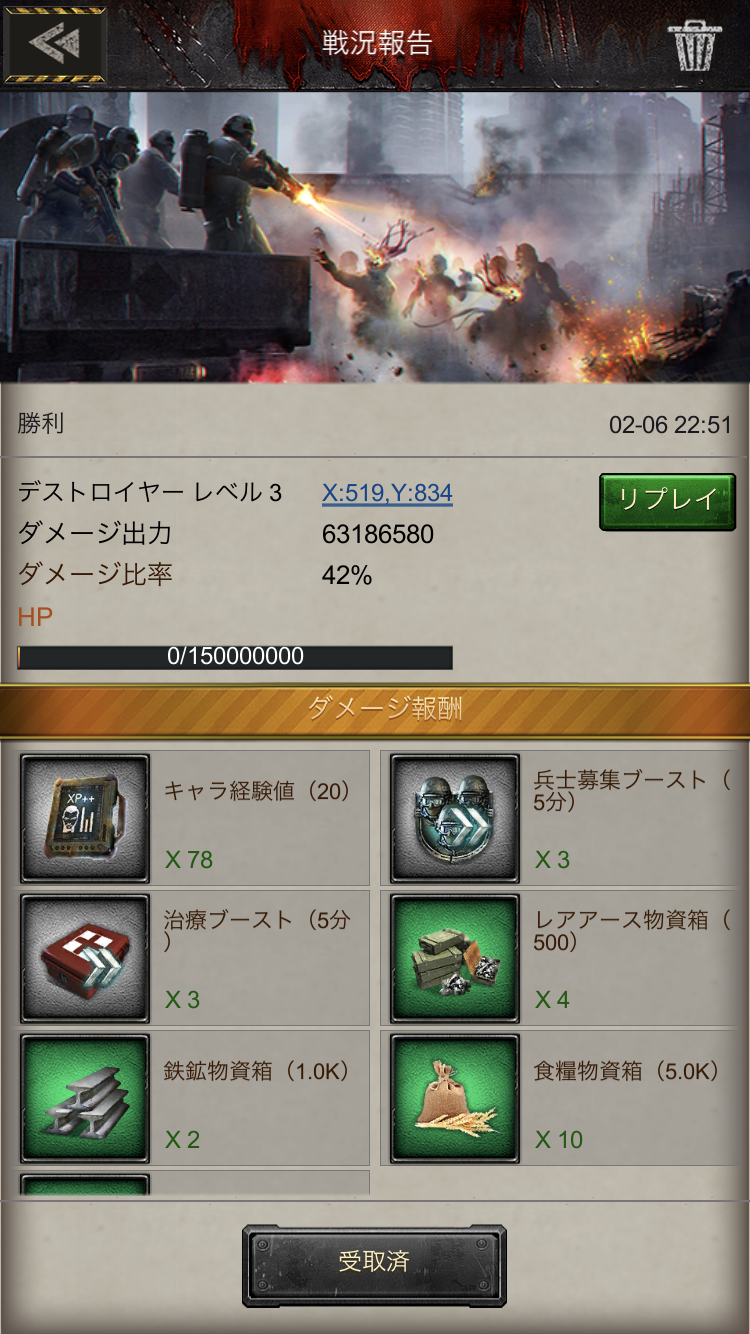 戦況報告
勝利
02-06 22:51
デストロイヤー レベル 3
X:519,Y:834
リプレイ
ダメージ出力
63186580
ダメージ比率
42%
HP
0/150000000
ダメージ報酬
XP++
キャラ経験値（20）
X 78
兵士募集ブースト（
5分）
X 3
治療ブースト（5分
）
X 3
レアアース物資箱（
500）
X 4
鉄鉱物資箱（1.0K）
X 2
食糧物資箱（5.0K）
X 10
受取済